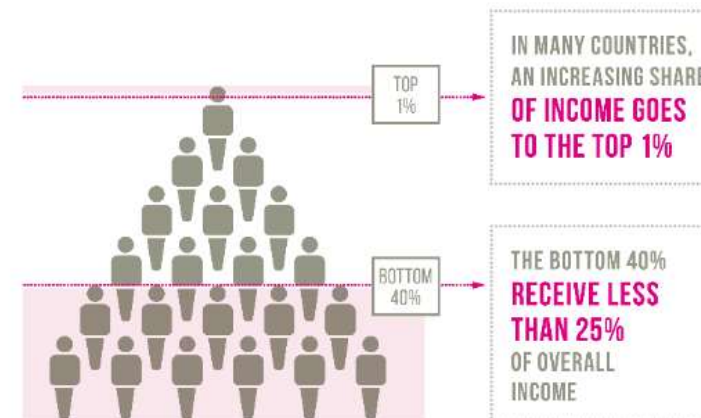 TOP
1%
IN MANY COUNTRIES,
AN INCREASING SHARE
OF INCOME GOES
TO THE TOP 1%
BOTTOM
40%
THE BOTTOM 40%
RECEIVE LESS
THAN 25%
OF OVERALL
INCOME